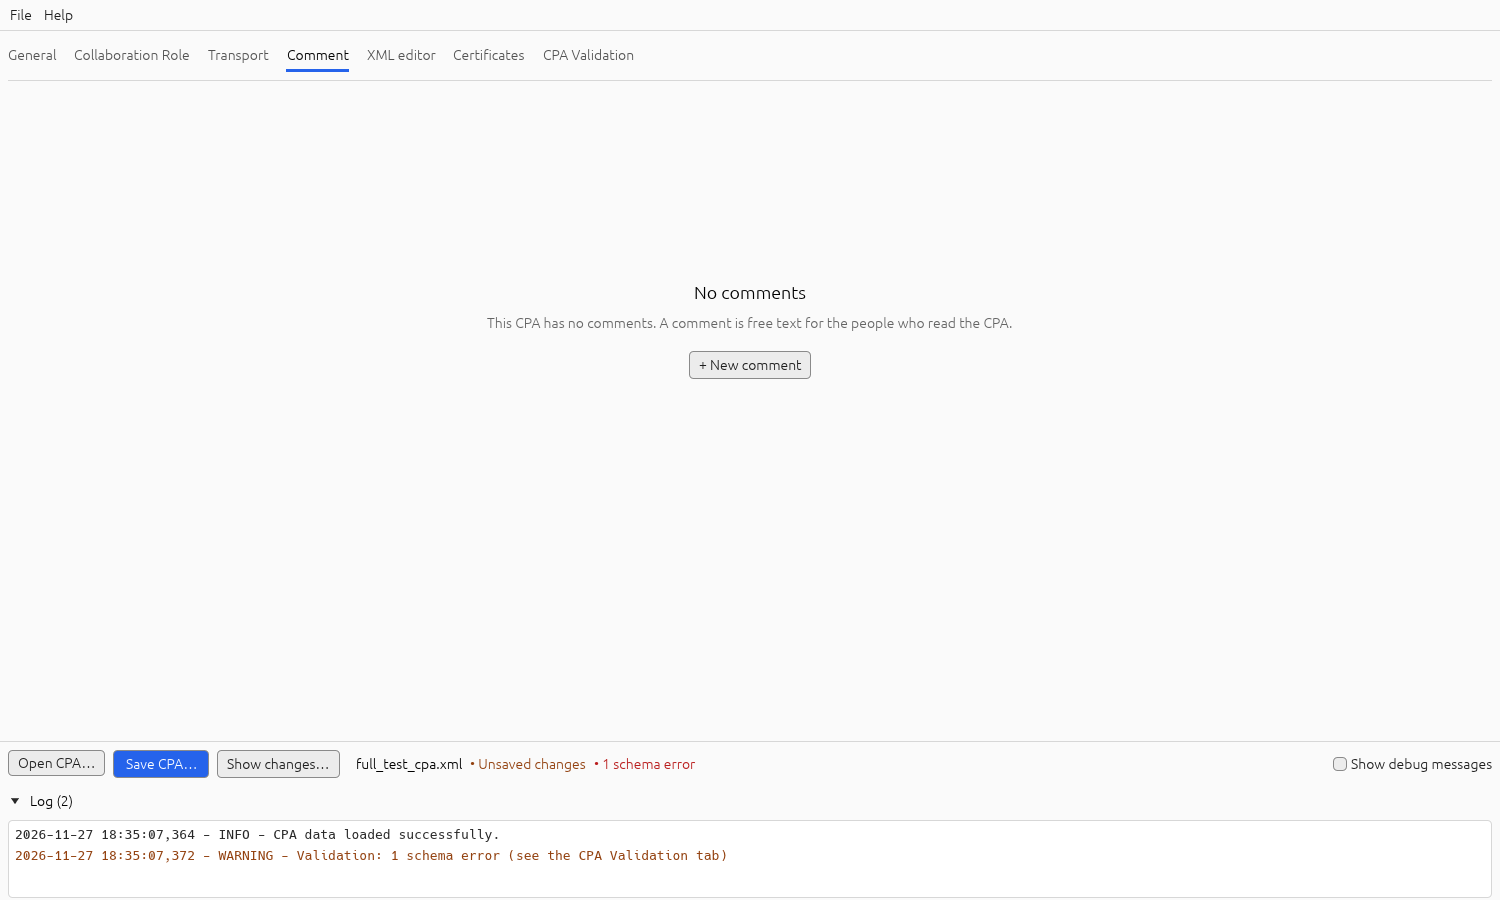 File Help
General Collaboration Role Transport Comment XML editor Certificates CPA Validation
No comments
This CPA has no comments. A comment is free text for the people who read the CPA.
+ New comment
Open CPA... Save CPA... Show changes... full_test_cpa.xml • Unsaved changes • 1 schema error Show debug messages
Log (2)
2026-11-27 18:35:07,364 - INFO - CPA data loaded successfully.
2026-11-27 18:35:07,372 - WARNING - Validation: 1 schema error (see the CPA Validation tab)